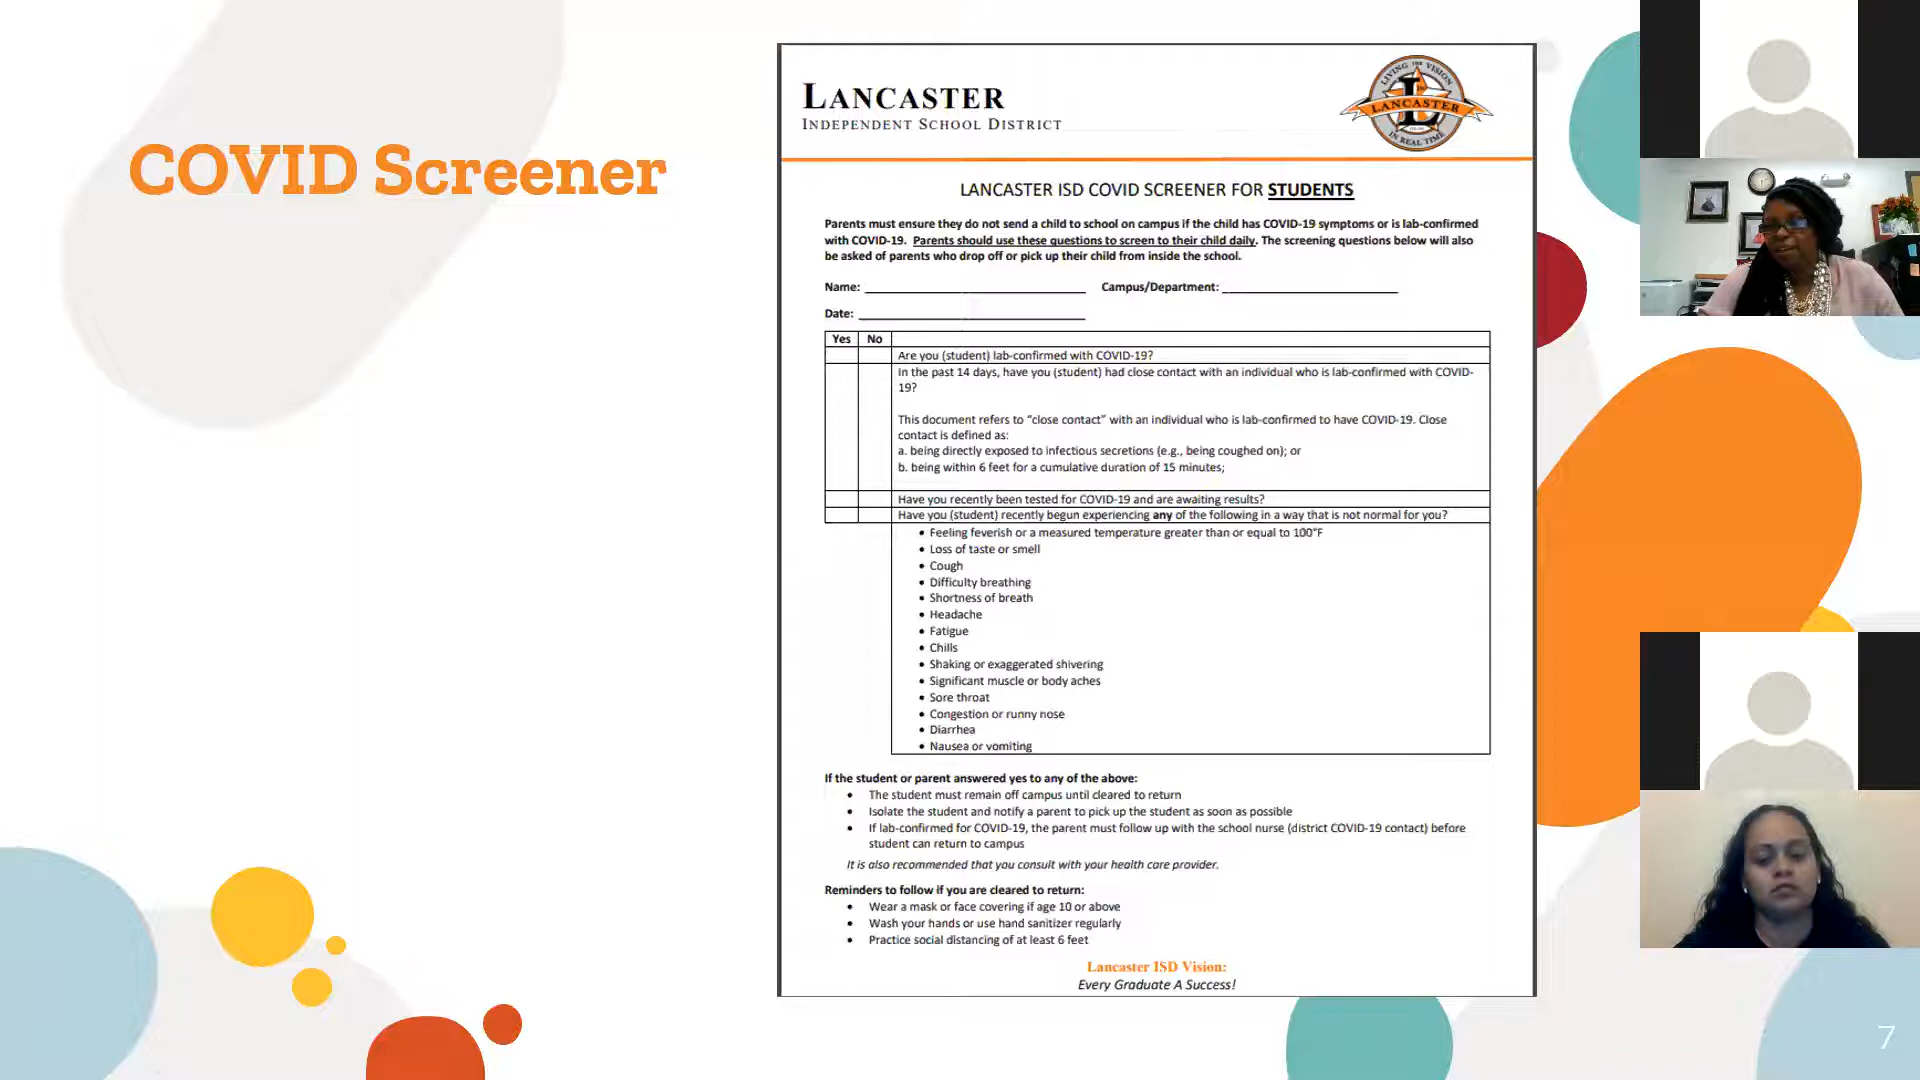 COVID Screener
LANCASTER
INDEPENDENT SCHOOL DISTRICT
LIVING THE VISION
L
LANCASTER
IN REAL TIME
LANCASTER ISD COVID SCREENER FOR STUDENTS
Parents must ensure they do not send a child to school on campus if the child has COVID-19 symptoms or is lab-confirmed
with COVID-19. Parents should use these questions to screen to their child daily. The screening questions below will also
be asked of parents who drop off or pick up their child from inside the school.
Name: Campus/Department:
Date:
Yes No
Are you (student) lab-confirmed with COVID-19?
In the past 14 days, have you (student) had close contact with an individual who is lab-confirmed with COVID-
19?
This document refers to “close contact” with an individual who is lab-confirmed to have COVID-19. Close
contact is defined as:
a. being directly exposed to infectious secretions (e.g., being coughed on); or
b. being within 6 feet for a cumulative duration of 15 minutes;
Have you recently been tested for COVID-19 and are awaiting results?
Have you (student) recently begun experiencing any of the following in a way that is not normal for you?
• Feeling feverish or a measured temperature greater than or equal to 100°F
• Loss of taste or smell
• Cough
• Difficulty breathing
• Shortness of breath
• Headache
• Fatigue
• Chills
• Shaking or exaggerated shivering
• Significant muscle or body aches
• Sore throat
• Congestion or runny nose
• Diarrhea
• Nausea or vomiting
If the student or parent answered yes to any of the above:
• The student must remain off campus until cleared to return
• Isolate the student and notify a parent to pick up the student as soon as possible
• If lab-confirmed for COVID-19, the parent must follow up with the school nurse (district COVID-19 contact) before
student can return to campus
It is also recommended that you consult with your health care provider.
Reminders to follow if you are cleared to return:
• Wear a mask or face covering if age 10 or above
• Wash your hands or use hand sanitizer regularly
• Practice social distancing of at least 6 feet
Lancaster ISD Vision:
Every Graduate A Success!
7